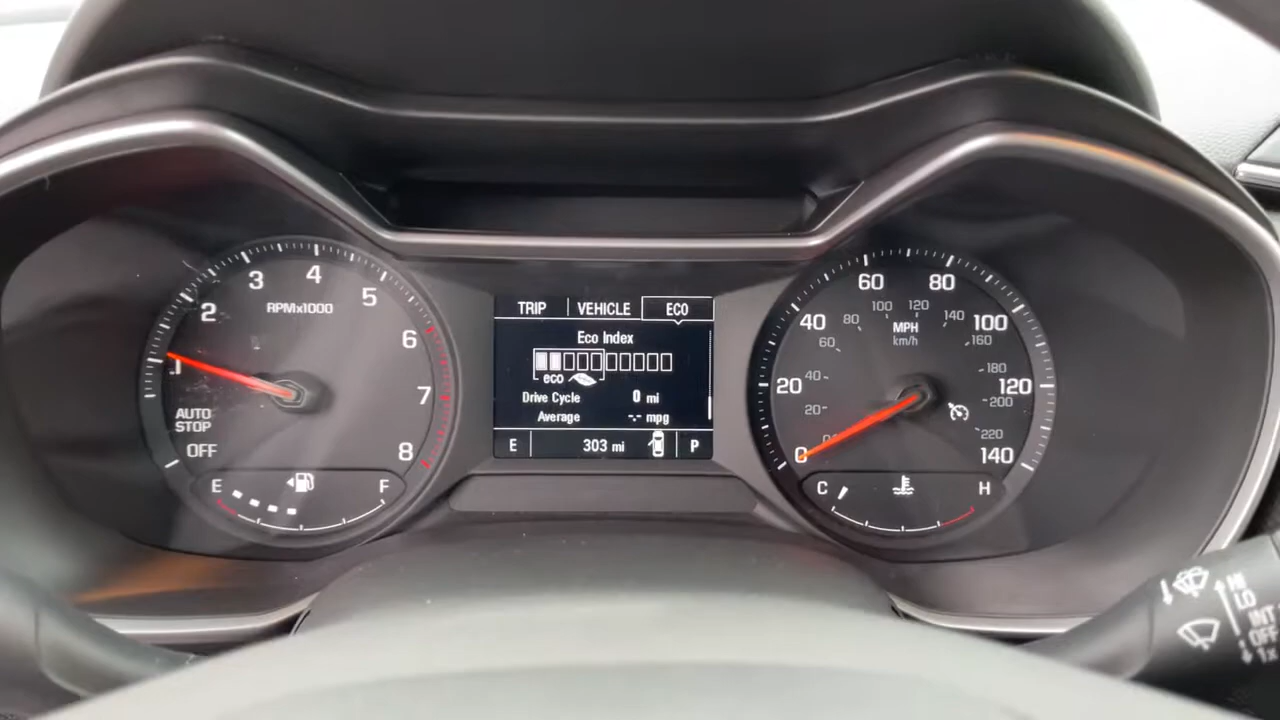 RPMx1000
1
2
3
4
5
6
7
8
AUTO
STOP
OFF
E
F
TRIP VEHICLE ECO
Eco Index
eco
Drive Cycle 0 mi
Average -.- mpg
E 303 mi P
MPH
km/h
0
20
40
60
80
100
120
140
20
40
60
80
100
120
140
160
180
200
220
C
H
HI
LO
INT
OFF
1x